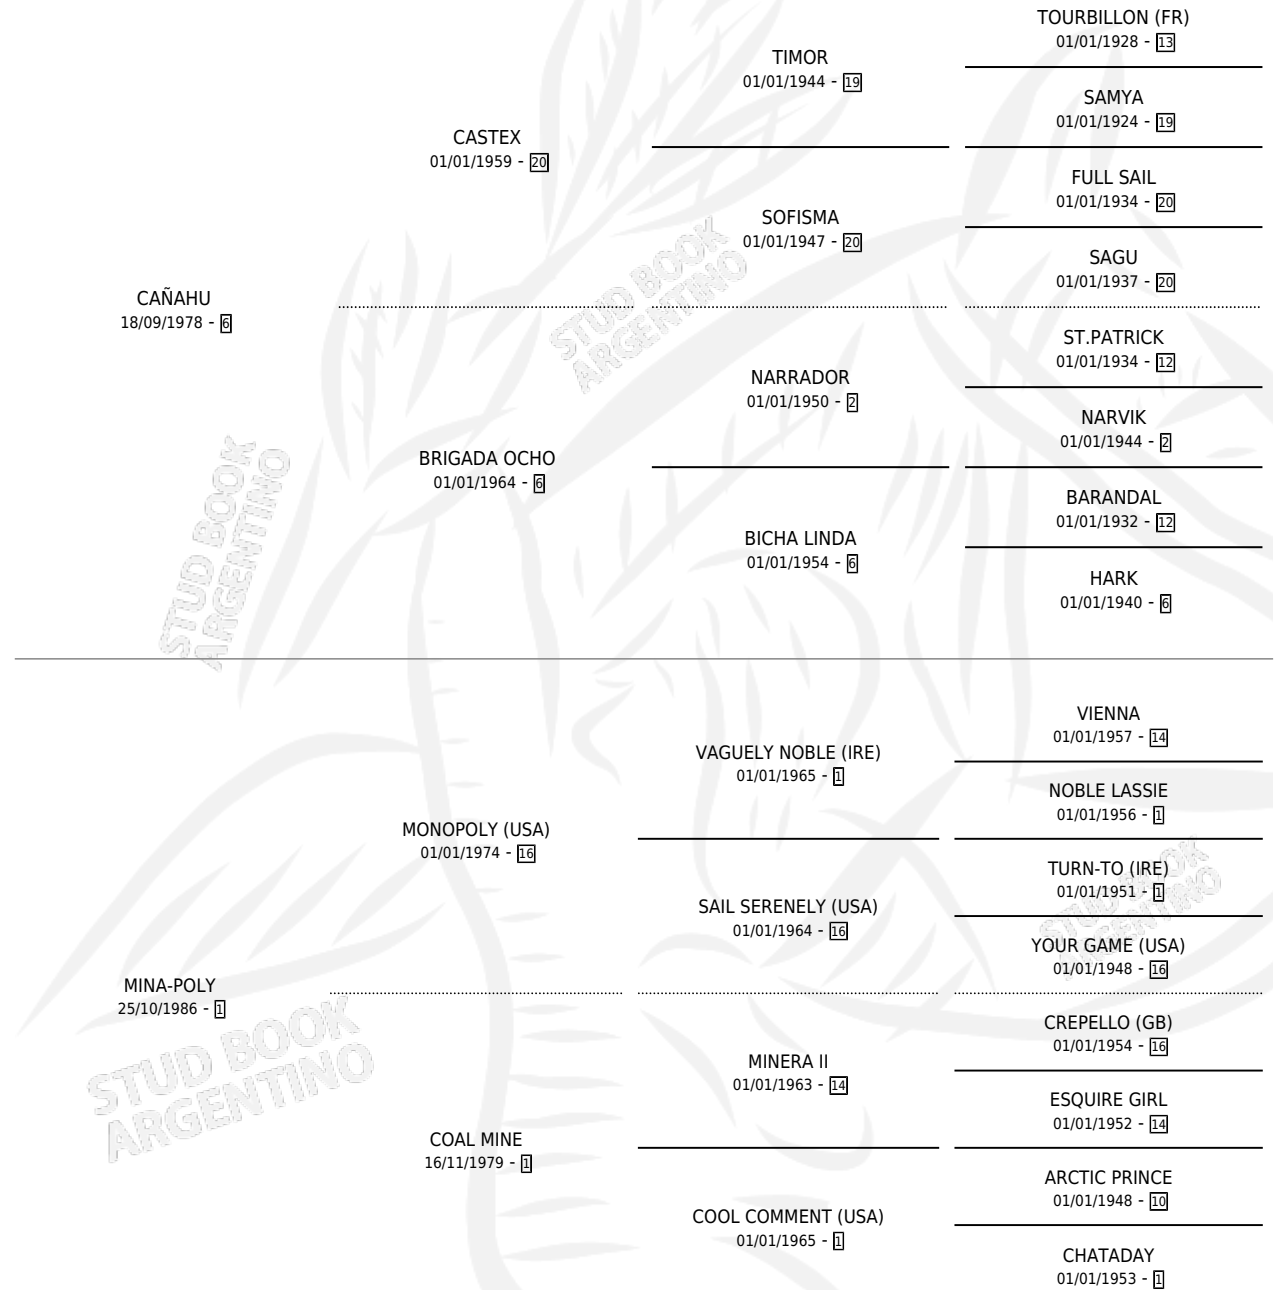 TOURBILLON (FR)
01/01/1928 - 13
TIMOR
01/01/1944 - 19
SAMYA
01/01/1924 - 19
CASTEX
01/01/1959 - 20
FULL SAIL
01/01/1934 - 20
SOFISMA
01/01/1947 - 20
SAGU
01/01/1937 - 20
CAÑAHU
18/09/1978 - 6
ST.PATRICK
01/01/1934 - 12
NARRADOR
01/01/1950 - 2
NARVIK
01/01/1944 - 2
BRIGADA OCHO
01/01/1964 - 6
BARANDAL
01/01/1932 - 12
BICHA LINDA
01/01/1954 - 6
HARK
01/01/1940 - 6
VIENNA
01/01/1957 - 14
VAGUELY NOBLE (IRE)
01/01/1965 - 1
NOBLE LASSIE
01/01/1956 - 1
MONOPOLY (USA)
01/01/1974 - 16
TURN-TO (IRE)
01/01/1951 - 1
SAIL SERENELY (USA)
01/01/1964 - 16
YOUR GAME (USA)
01/01/1948 - 16
MINA-POLY
25/10/1986 - 1
CREPELLO (GB)
01/01/1954 - 16
MINERA II
01/01/1963 - 14
ESQUIRE GIRL
01/01/1952 - 14
COAL MINE
16/11/1979 - 1
ARCTIC PRINCE
01/01/1948 - 10
COOL COMMENT (USA)
01/01/1965 - 1
CHATADAY
01/01/1953 - 1
STUD BOOK
ARGENTINO
STUD BOOK
ARGENTINO
STUD BOOK
ARGENTINO
STUD BOOK
ARGENTINO